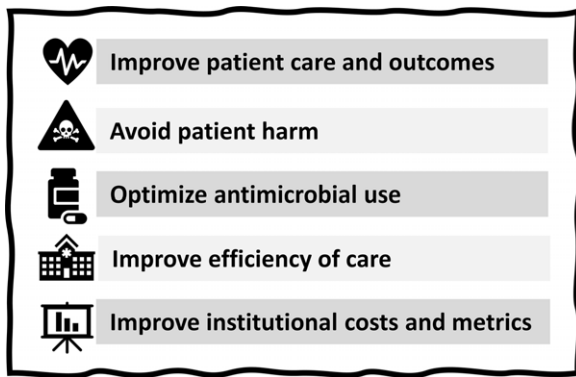 Improve patient care and outcomes
Avoid patient harm
Optimize antimicrobial use
Improve efficiency of care
Improve institutional costs and metrics